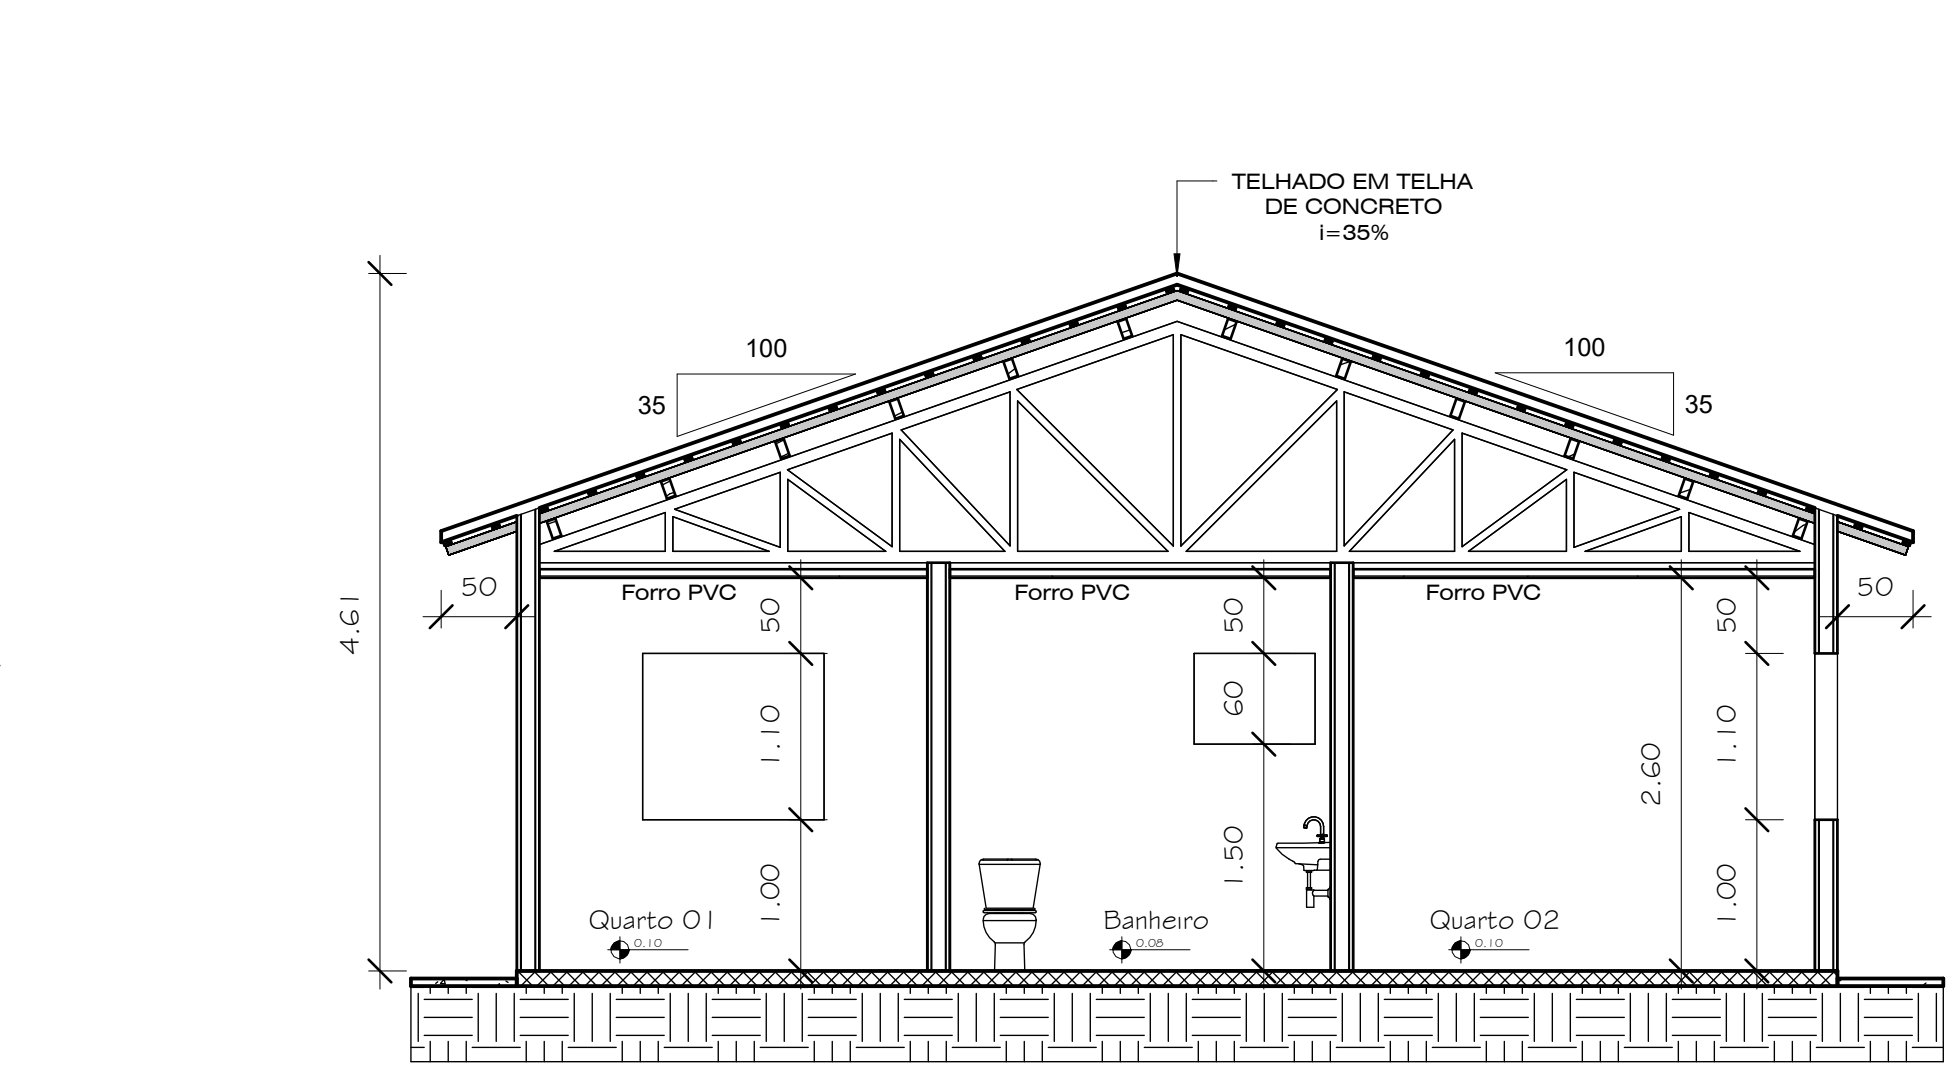 TELHADO EM TELHA
DE CONCRETO
i=35%
100
100
35
35
4.61
50
Forro PVC
50
Forro PVC
50
Forro PVC
50
50
1.10
60
1.10
2.60
1.00
1.50
1.00
Quarto 01
0.10
Banheiro
0.08
Quarto 02
0.10